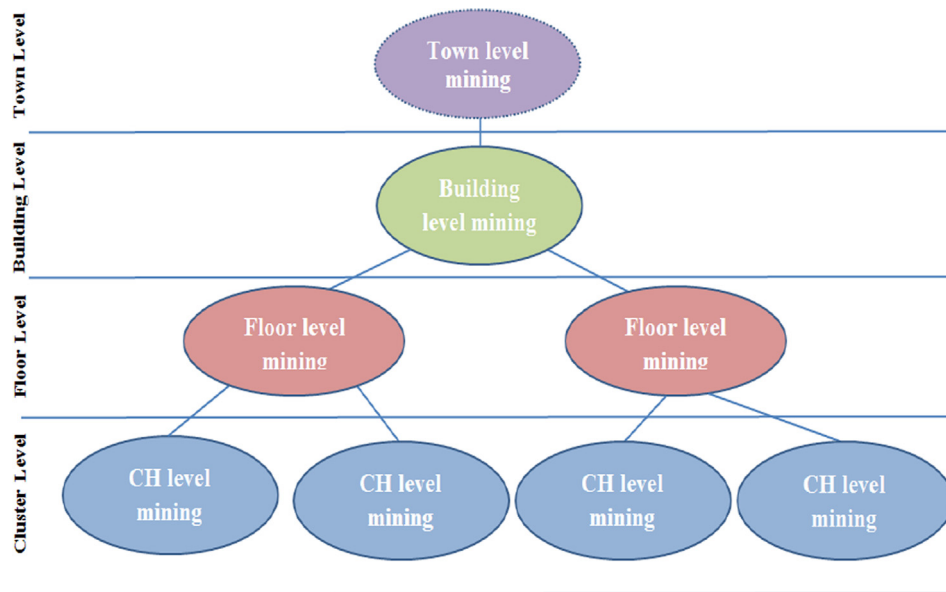 Town Level
Town level
mining
Building Level
Building
level mining
Floor Level
Floor level
mining
Floor level
mining
Cluster Level
CH level
mining
CH level
mining
CH level
mining
CH level
mining